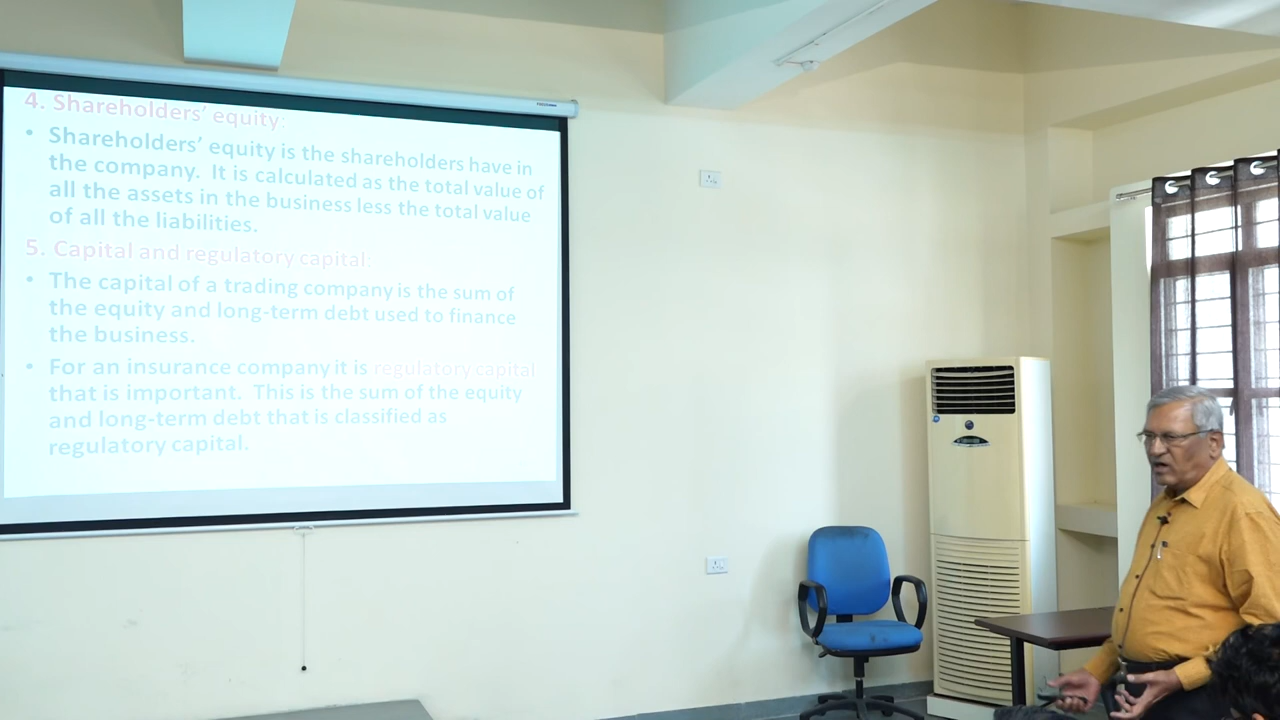 4. Shareholders’ equity:
• Shareholders’ equity is the shareholders have in
the company. It is calculated as the total value of
all the assets in the business less the total value
of all the liabilities.
5. Capital and regulatory capital:
• The capital of a trading company is the sum of
the equity and long-term debt used to finance
the business.
• For an insurance company it is regulatory capital
that is important. This is the sum of the equity
and long-term debt that is classified as
regulatory capital.